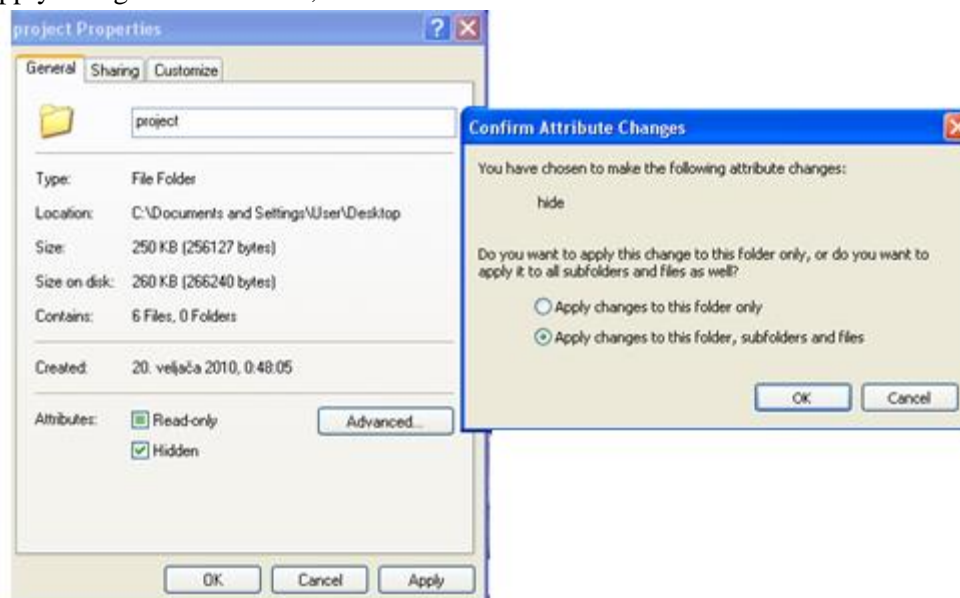 project Properties
General Sharing Customize
project
Type: File Folder
Location: C:\Documents and Settings\User\Desktop
Size: 250 KB (256127 bytes)
Size on disk: 260 KB (266240 bytes)
Contains: 6 Files, 0 Folders
Created: 20. veljača 2010, 0:48:05
Attributes: Read-only Advanced...
Hidden
OK Cancel Apply
Confirm Attribute Changes
You have chosen to make the following attribute changes:
hide
Do you want to apply this change to this folder only, or do you want to
apply it to all subfolders and files as well?
Apply changes to this folder only
Apply changes to this folder, subfolders and files
OK Cancel